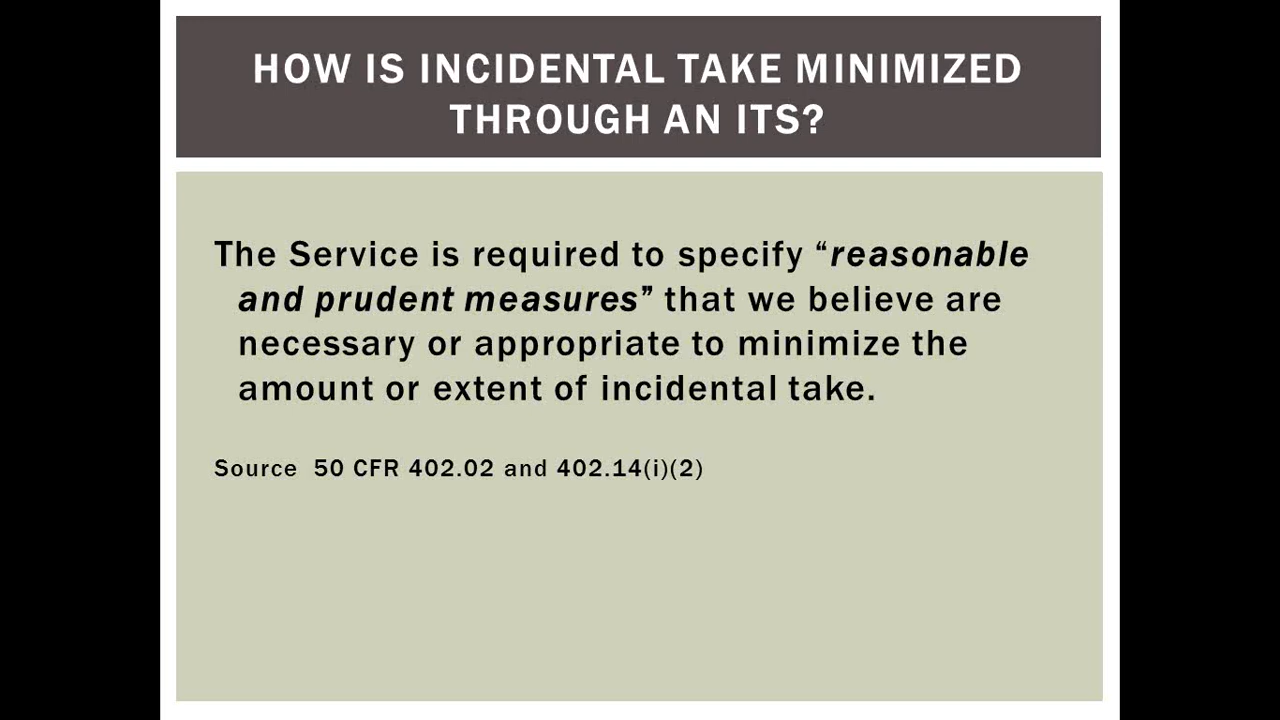 HOW IS INCIDENTAL TAKE MINIMIZED
THROUGH AN ITS?
The Service is required to specify “reasonable
and prudent measures” that we believe are
necessary or appropriate to minimize the
amount or extent of incidental take.
Source  50 CFR 402.02 and 402.14(i)(2)